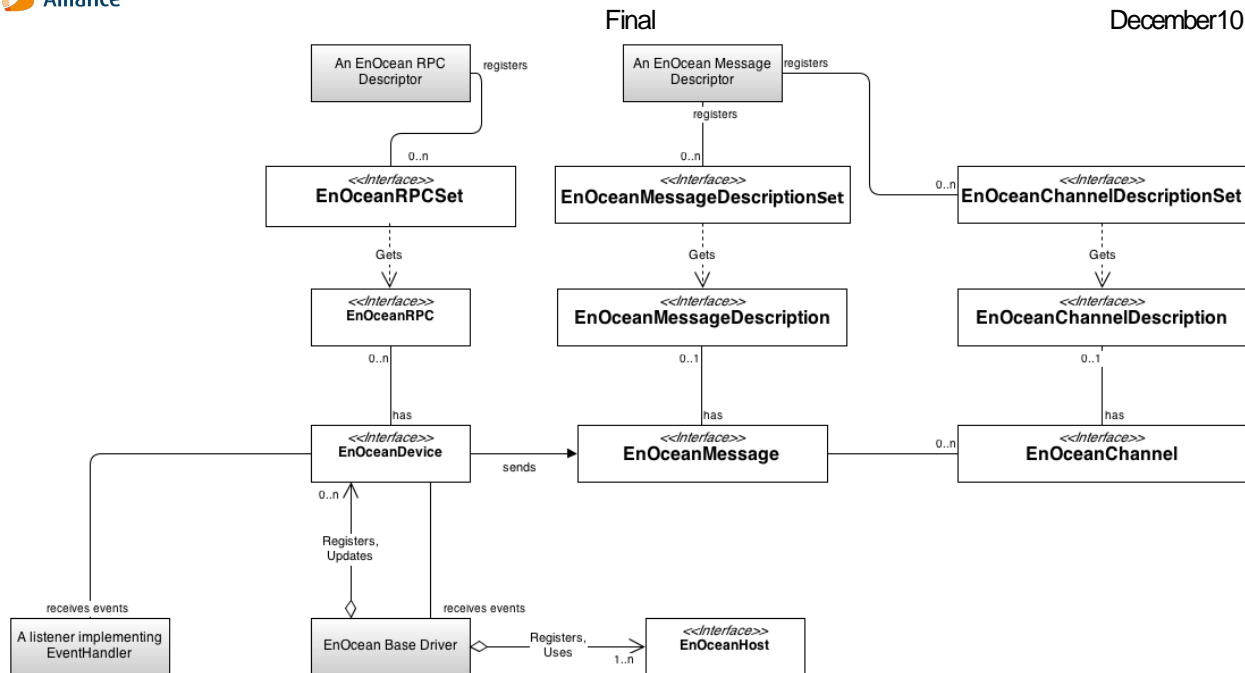 Alliance
Final
December10
An EnOcean RPC
Descriptor
registers
An EnOcean Message
Descriptor
registers
registers
0..n
0..n
0..n
<<Interface>>
EnOceanRPCSet
<<Interface>>
EnOceanMessageDescriptionSet
<<Interface>>
EnOceanChannelDescriptionSet
Gets
Gets
Gets
<<Interface>>
EnOceanRPC
<<Interface>>
EnOceanMessageDescription
<<Interface>>
EnOceanChannelDescription
0..n
0..1
0..1
has
has
has
<<Interface>>
EnOceanDevice
sends
<<Interface>>
EnOceanMessage
0..n
<<Interface>>
EnOceanChannel
0..n
Registers,
Updates
receives events
receives events
A listener implementing
EventHandler
EnOcean Base Driver
Registers,
Uses
1..n
<<Interface>>
EnOceanHost